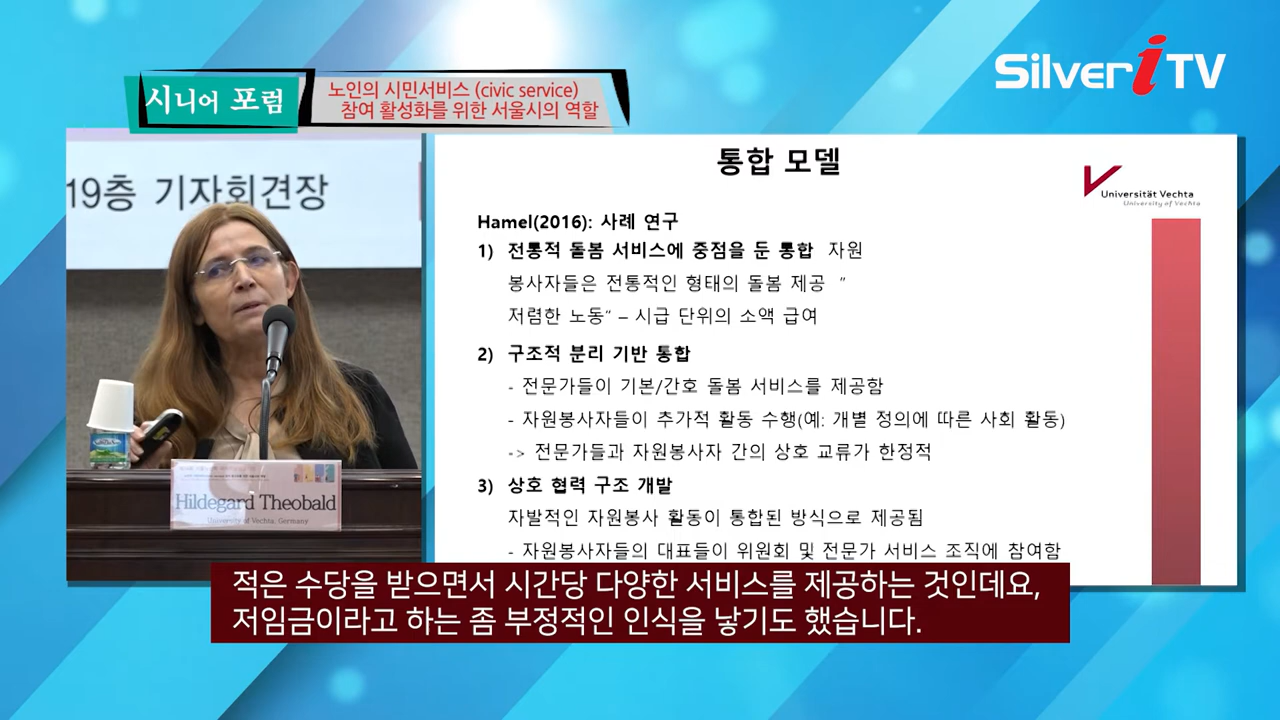 Silver i TV
시니어 포럼
노인의 시민서비스 (civic service)
참여 활성화를 위한 서울시의 역할
19층 기자회견장
Hildegard Theobald
University of Vechta, Germany
통합 모델
Universität Vechta
University of Vechta
Hamel(2016): 사례 연구
1) 전통적 돌봄 서비스에 중점을 둔 통합 자원
봉사자들은 전통적인 형태의 돌봄 제공 ”
저렴한 노동“ – 시급 단위의 소액 급여
2) 구조적 분리 기반 통합
- 전문가들이 기본/간호 돌봄 서비스를 제공함
- 자원봉사자들이 추가적 활동 수행(예: 개별 정의에 따른 사회 활동)
-> 전문가들과 자원봉사자 간의 상호 교류가 한정적
3) 상호 협력 구조 개발
자발적인 자원봉사 활동이 통합된 방식으로 제공됨
- 자원봉사자들의 대표들이 위원회 및 전문가 서비스 조직에 참여함
적은 수당을 받으면서 시간당 다양한 서비스를 제공하는 것인데요,
저임금이라고 하는 좀 부정적인 인식을 낳기도 했습니다.